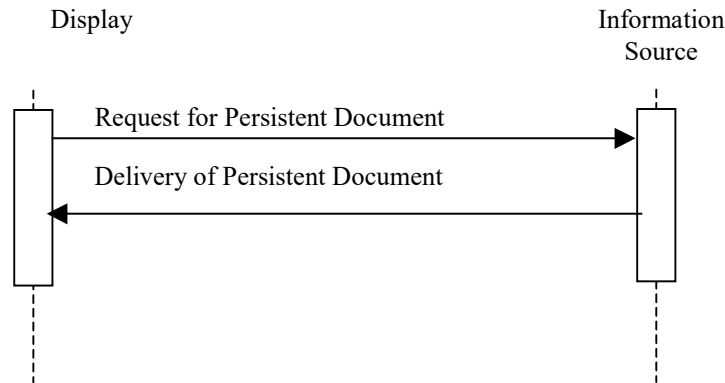 Display
Information
Source
Request for Persistent Document
Delivery of Persistent Document